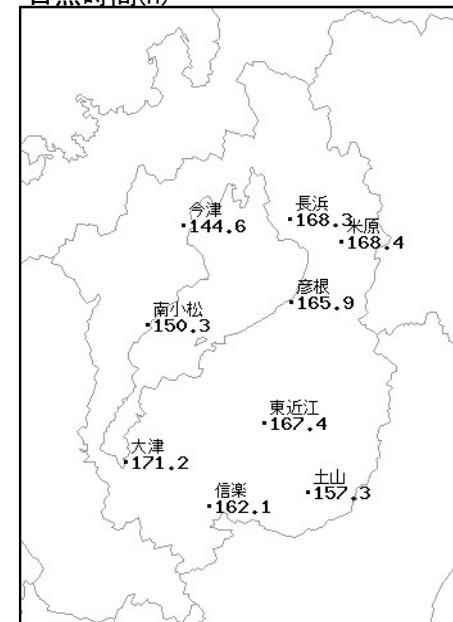 日照時間(h)
今津
144.6
長浜
168.3
米原
168.4
彦根
165.9
南小松
150.3
東近江
167.4
大津
171.2
信楽
162.1
土山
157.3